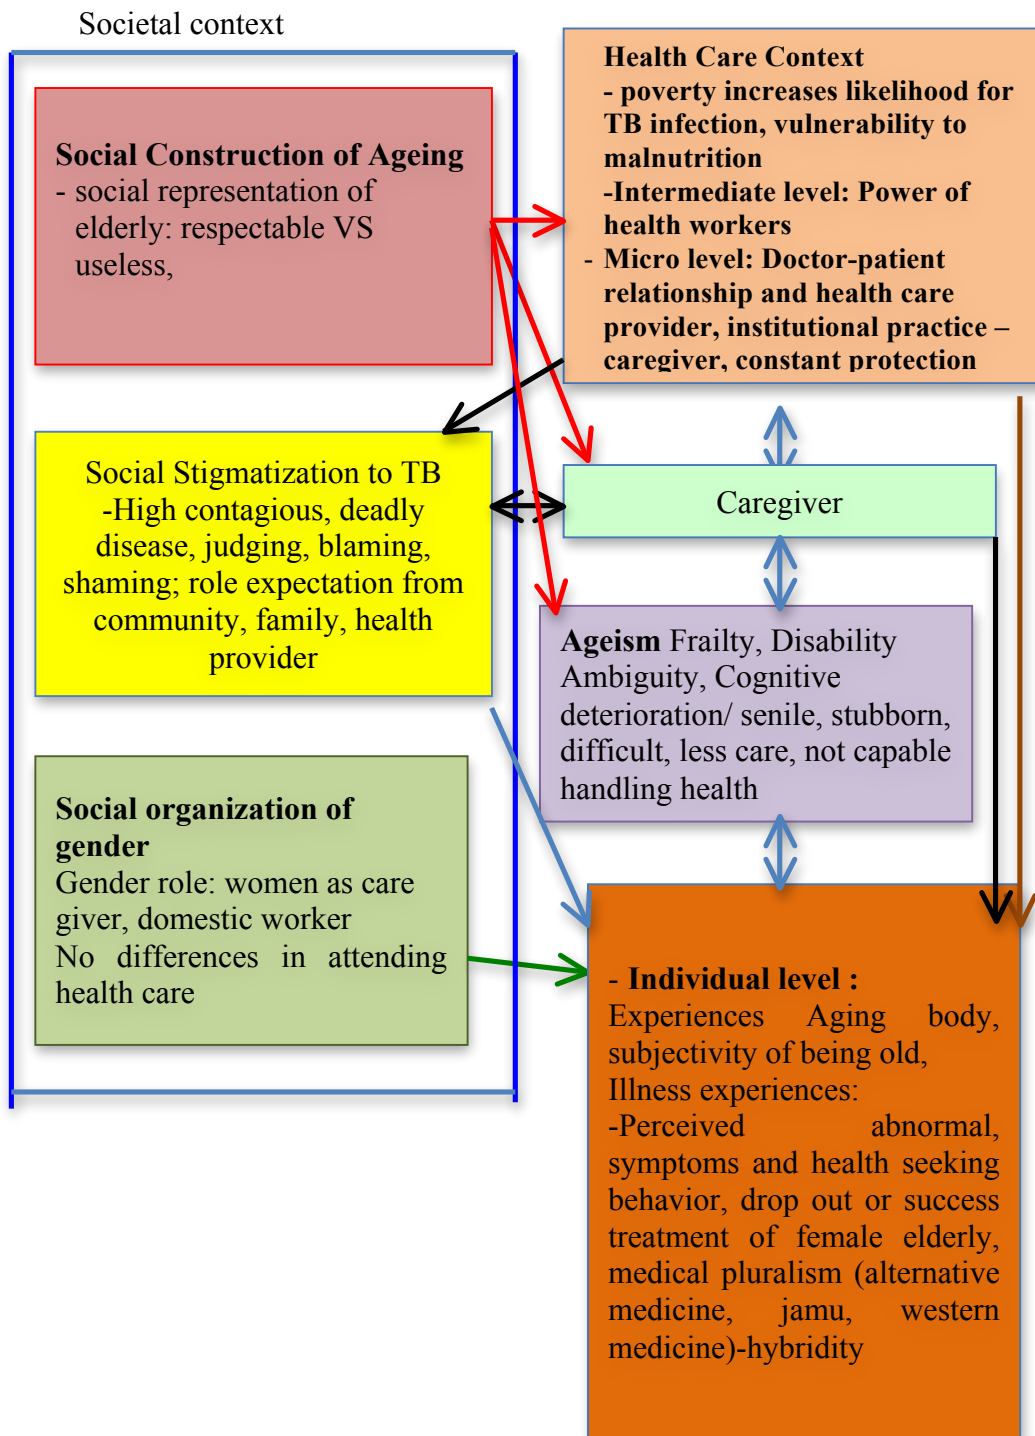 Societal context
Social Construction of Ageing
- social representation of
elderly: respectable VS
useless,
Social Stigmatization to TB
-High contagious, deadly
disease, judging, blaming,
shaming; role expectation from
community, family, health
provider
Social organization of
gender
Gender role: women as care
giver, domestic worker
No differences in attending
health care
Health Care Context
- poverty increases likelihood for
TB infection, vulnerability to
malnutrition
-Intermediate level: Power of
health workers
- Micro level: Doctor-patient
relationship and health care
provider, institutional practice –
caregiver, constant protection
Caregiver
Ageism Frailty, Disability
Ambiguity, Cognitive
deterioration/ senile, stubborn,
difficult, less care, not capable
handling health
- Individual level :
Experiences Aging body,
subjectivity of being old,
Illness experiences:
-Perceived abnormal,
symptoms and health seeking
behavior, drop out or success
treatment of female elderly,
medical pluralism (alternative
medicine, jamu, western
medicine)-hybridity